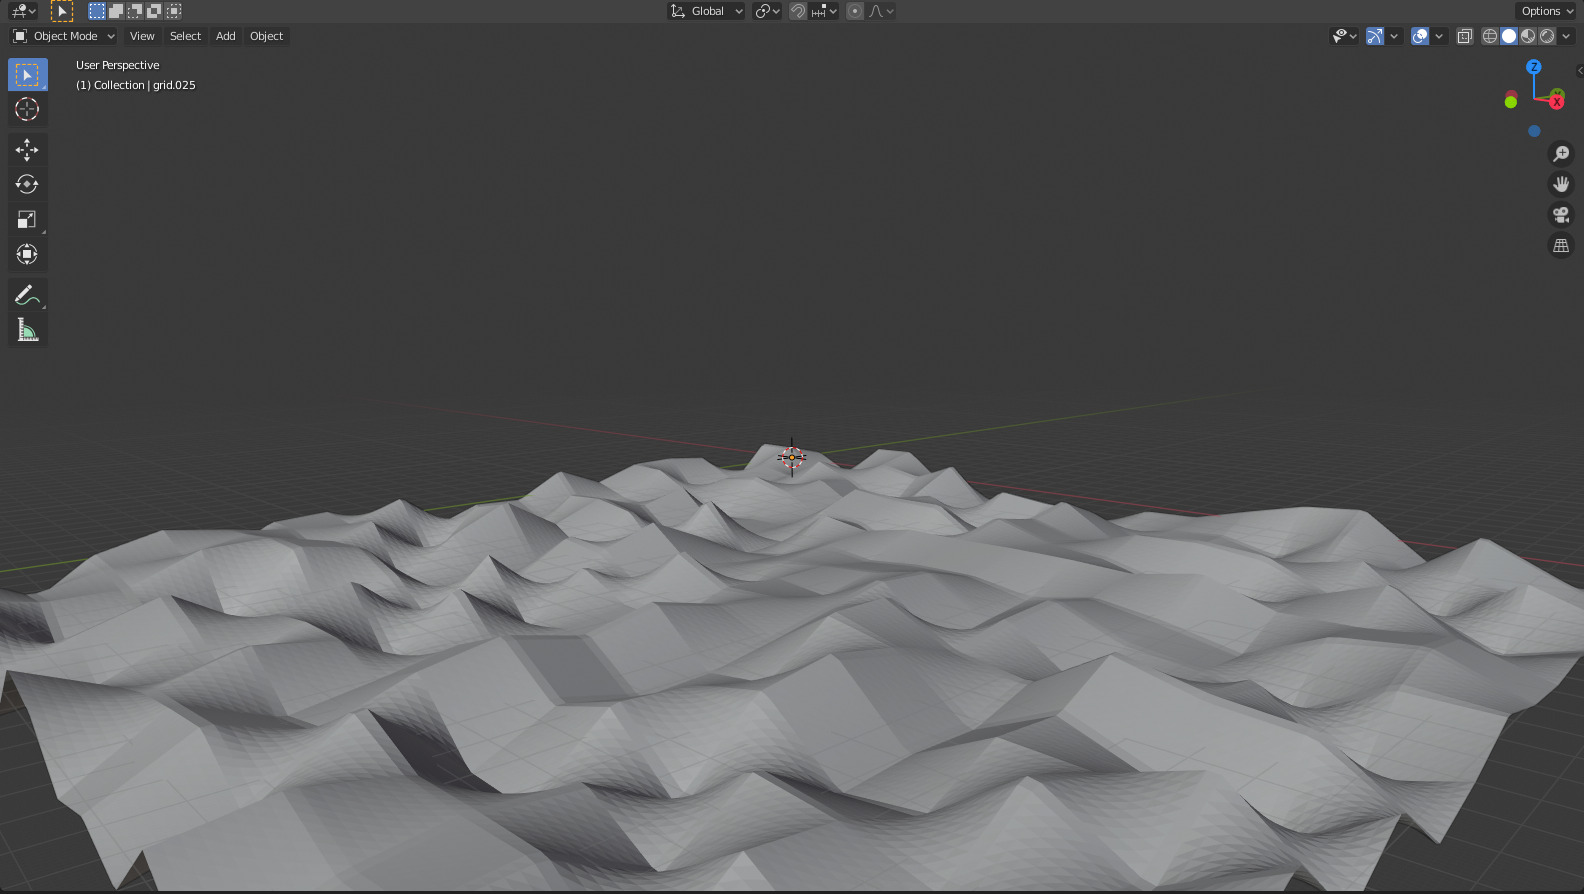 Global
Options
Object Mode
View
Select
Add
Object
User Perspective
(1) Collection | grid.025
Z
Y
X